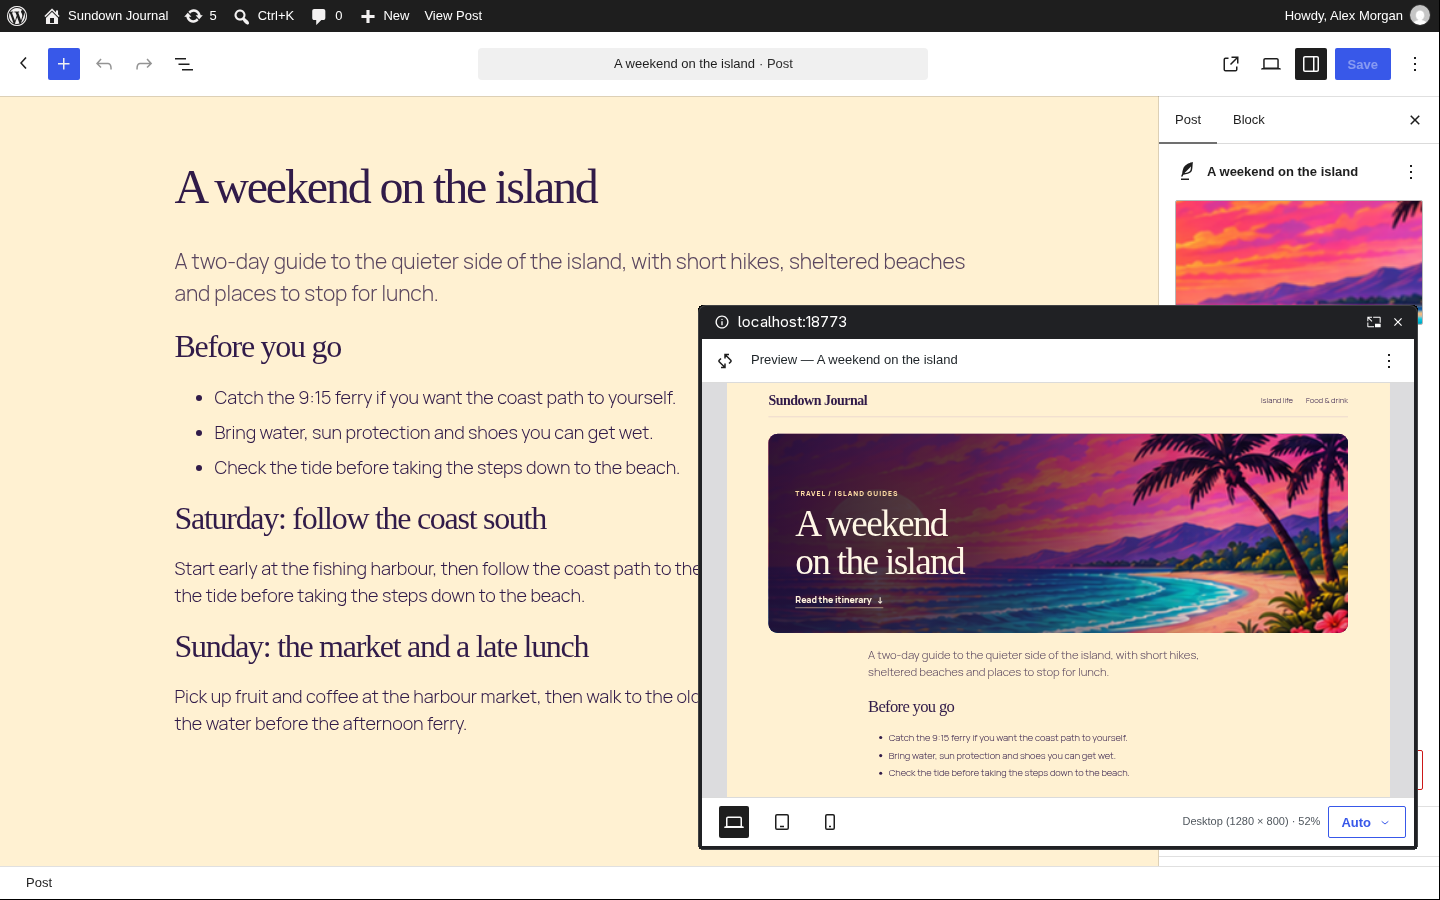 Sundown Journal 5 Ctrl+K 0 New View Post Howdy, Alex Morgan
A weekend on the island · Post Save
Post Block
A weekend on the island
A weekend on the island
A two-day guide to the quieter side of the island, with short hikes, sheltered beaches
and places to stop for lunch.
Before you go
Catch the 9:15 ferry if you want the coast path to yourself.
Bring water, sun protection and shoes you can get wet.
Check the tide before taking the steps down to the beach.
Saturday: follow the coast south
Start early at the fishing harbour, then follow the coast path to the
the tide before taking the steps down to the beach.
Sunday: the market and a late lunch
Pick up fruit and coffee at the harbour market, then walk to the old
the water before the afternoon ferry.
localhost:18773
Preview — A weekend on the island
Sundown Journal Island life Food & drink
TRAVEL / ISLAND GUIDES
A weekend
on the island
Read the itinerary ↓
A two-day guide to the quieter side of the island, with short hikes,
sheltered beaches and places to stop for lunch.
Before you go
Catch the 9:15 ferry if you want the coast path to yourself.
Bring water, sun protection and shoes you can get wet.
Check the tide before taking the steps down to the beach.
Desktop (1280 × 800) · 52% Auto
Post